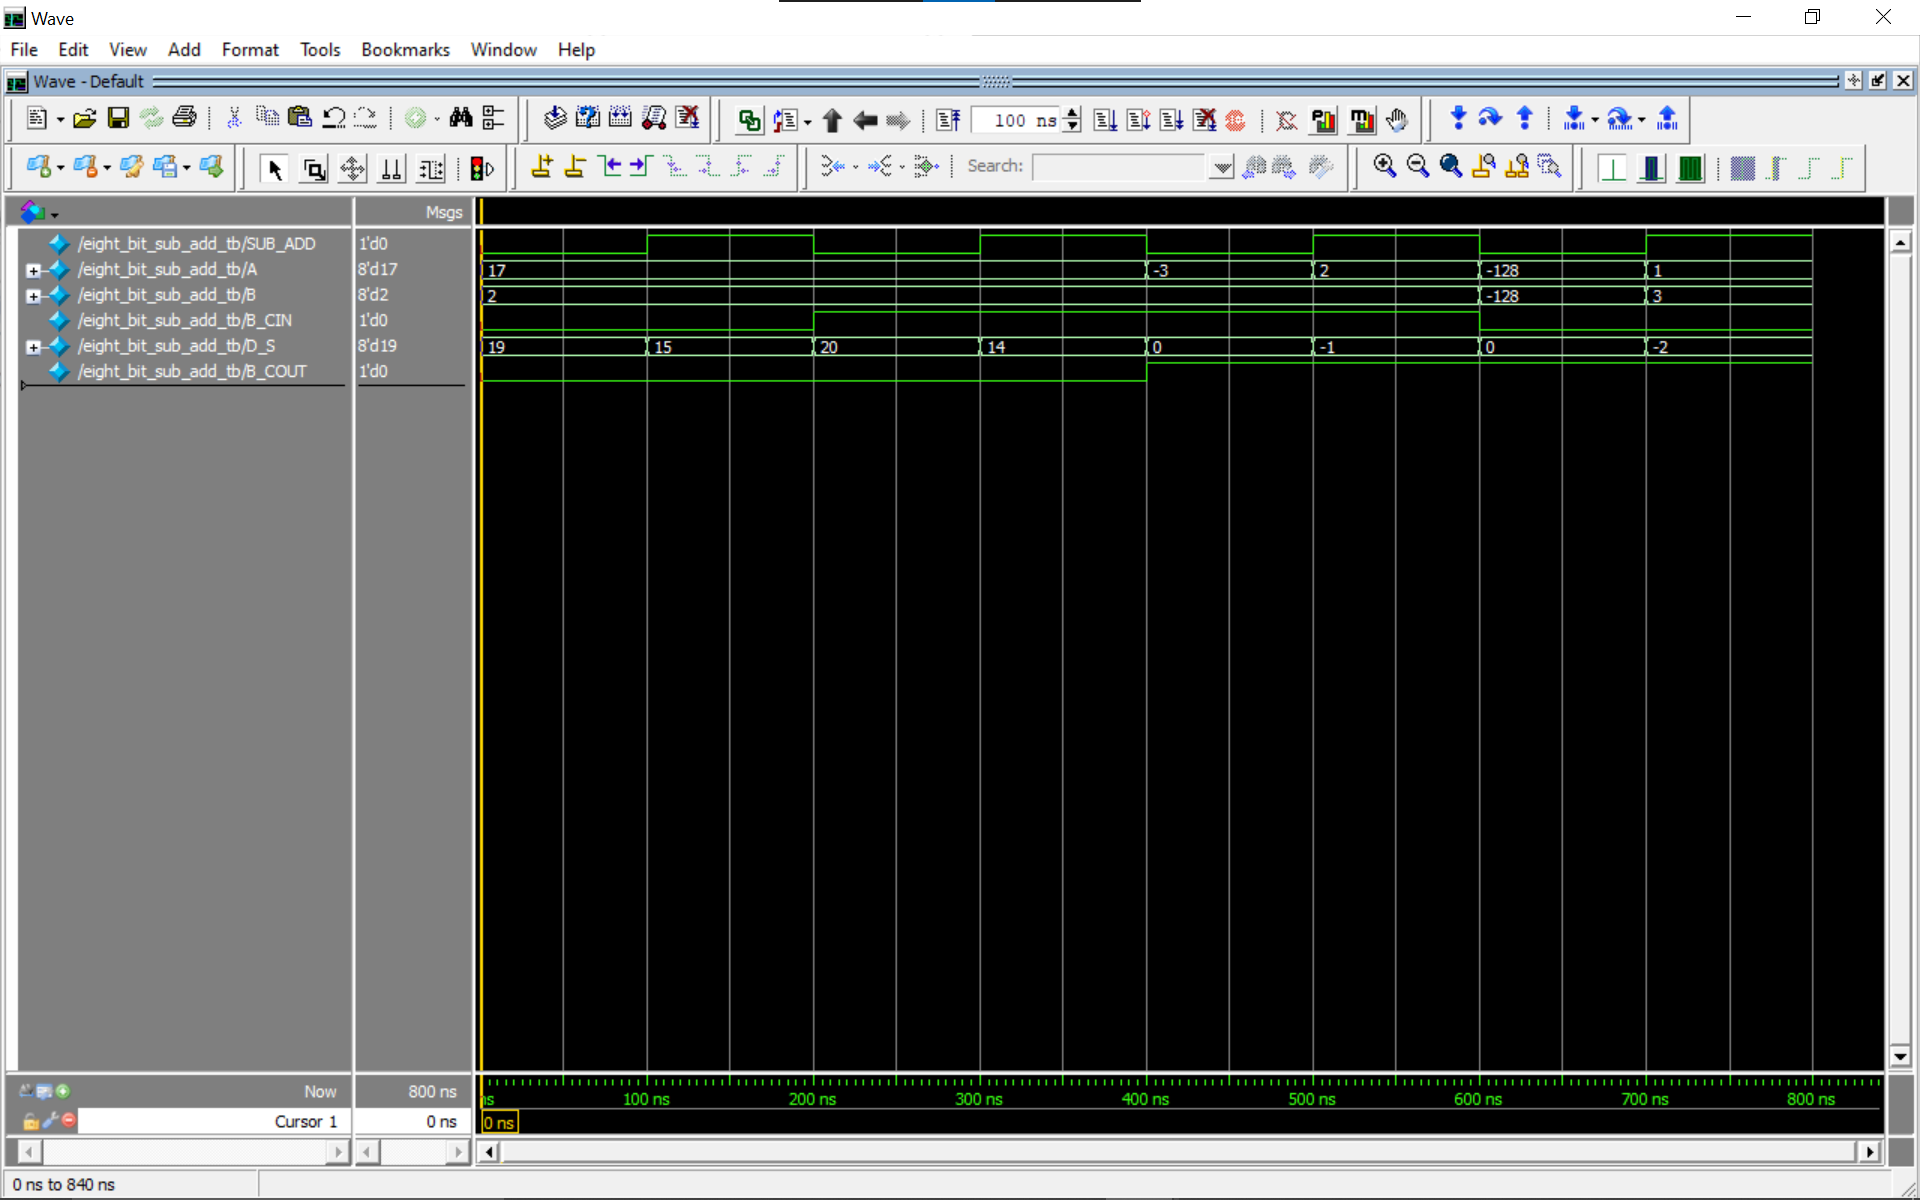 Wave
File Edit View Add Format Tools Bookmarks Window Help
Wave - Default
100 ns
Search:
Msgs
/eight_bit_sub_add_tb/SUB_ADD 1'd0
/eight_bit_sub_add_tb/A 8'd17 17 -3 2 -128 1
/eight_bit_sub_add_tb/B 8'd2 2 -128 3
/eight_bit_sub_add_tb/B_CIN 1'd0
/eight_bit_sub_add_tb/D_S 8'd19 19 15 20 14 0 -1 0 -2
/eight_bit_sub_add_tb/B_COUT 1'd0
Now 800 ns ns 100 ns 200 ns 300 ns 400 ns 500 ns 600 ns 700 ns 800 ns
Cursor 1 0 ns 0 ns
0 ns to 840 ns